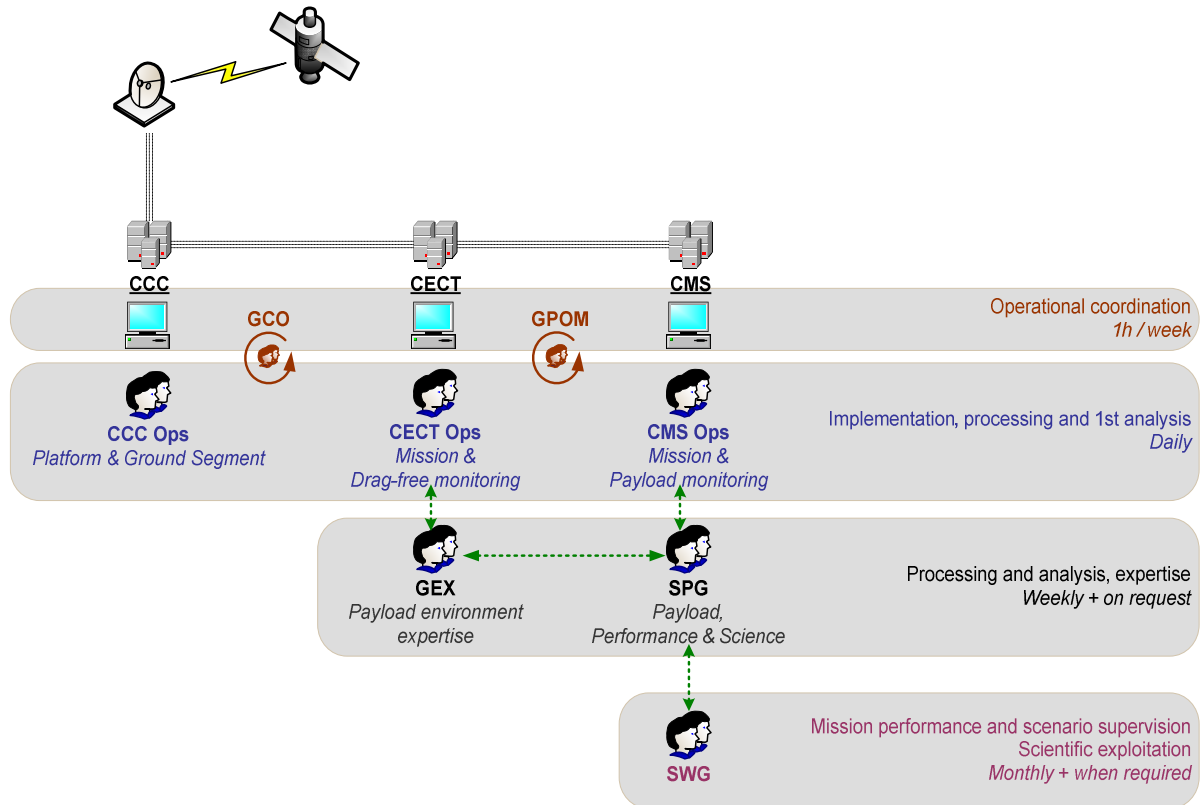 CCC
CECT
CMS
GCO
GPOM
Operational coordination
1h / week
CCC Ops
Platform & Ground Segment
CECT Ops
Mission &
Drag-free monitoring
CMS Ops
Mission &
Payload monitoring
Implementation, processing and 1st analysis
Daily
GEX
Payload environment
expertise
SPG
Payload,
Performance & Science
Processing and analysis, expertise
Weekly + on request
SWG
Mission performance and scenario supervision
Scientific exploitation
Monthly + when required